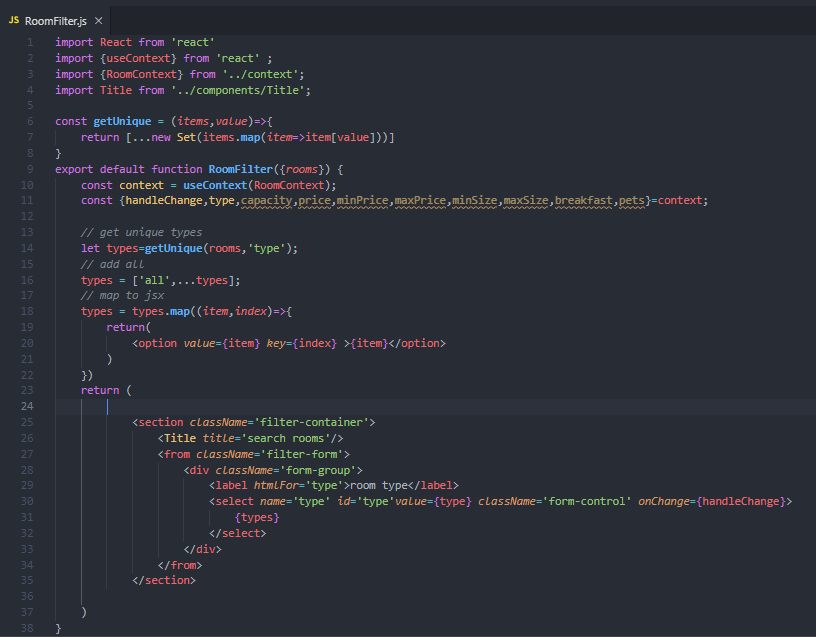 JS RoomFilter.js ×
1 import React from 'react'
2 import {useContext} from 'react' ;
3 import {RoomContext} from '../context';
4 import Title from '../components/Title';
5
6 const getUnique = (items,value)=>{
7     return [...new Set(items.map(item=>item[value]))]
8 }
9 export default function RoomFilter({rooms}) {
10     const context = useContext(RoomContext);
11     const {handleChange,type,capacity,price,minPrice,maxPrice,minSize,maxSize,breakfast,pets}=context;
12
13     // get unique types
14     let types=getUnique(rooms,'type');
15     // add all
16     types = ['all',...types];
17     // map to jsx
18     types = types.map((item,index)=>{
19         return(
20             <option value={item} key={index} >{item}</option>
21         )
22     })
23     return (
24
25             <section className='filter-container'>
26                 <Title title='search rooms'/>
27                 <from className='filter-form'>
28                     <div className='form-group'>
29                         <label htmlFor='type'>room type</label>
30                         <select name='type' id='type'value={type} className='form-control' onChange={handleChange}>
31                             {types}
32                         </select>
33                     </div>
34                 </from>
35             </section>
36
37     )
38 }